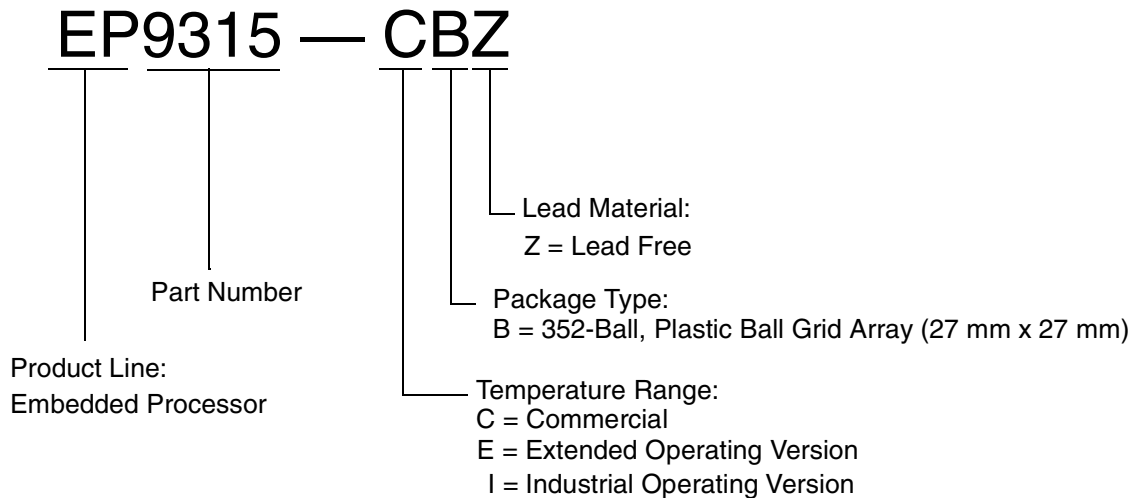 EP9315 — CBZ
Lead Material:
Z = Lead Free
Package Type:
B = 352-Ball, Plastic Ball Grid Array (27 mm x 27 mm)
Part Number
Product Line:
Embedded Processor
Temperature Range:
C = Commercial
E = Extended Operating Version
I = Industrial Operating Version